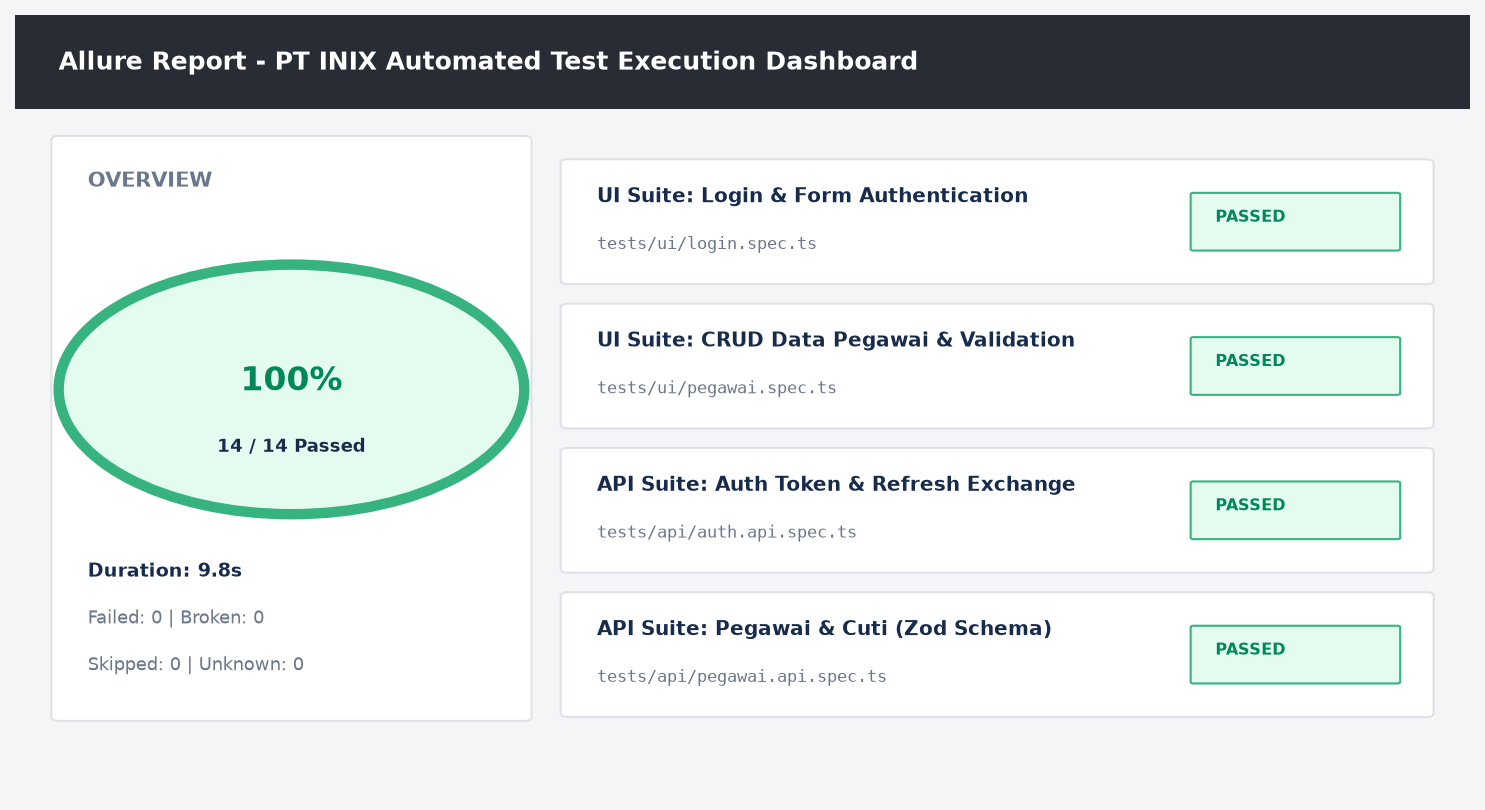 Allure Report - PT INIX Automated Test Execution Dashboard
OVERVIEW
100%
14 / 14 Passed
Duration: 9.8s
Failed: 0 | Broken: 0
Skipped: 0 | Unknown: 0
UI Suite: Login & Form Authentication
tests/ui/login.spec.ts
PASSED
UI Suite: CRUD Data Pegawai & Validation
tests/ui/pegawai.spec.ts
PASSED
API Suite: Auth Token & Refresh Exchange
tests/api/auth.api.spec.ts
PASSED
API Suite: Pegawai & Cuti (Zod Schema)
tests/api/pegawai.api.spec.ts
PASSED